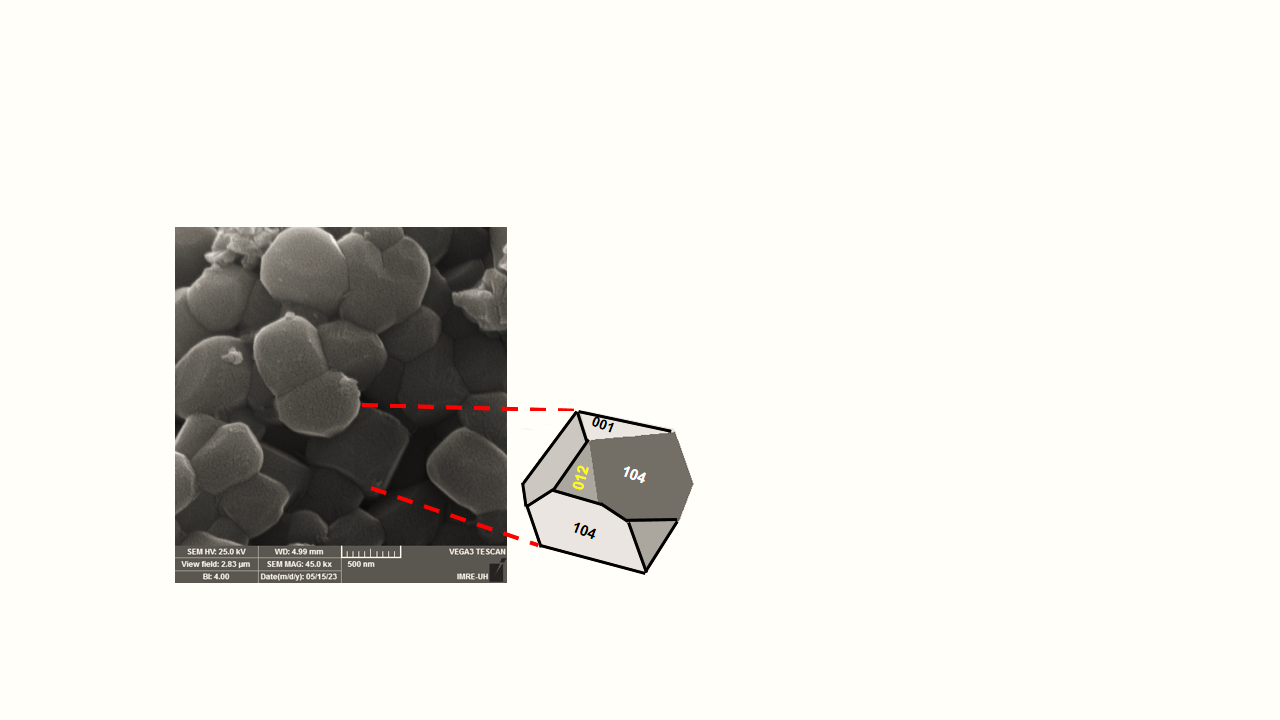 001
104
012
104
SEM HV: 25.0 kV WD: 4.99 mm VEGA3 TESCAN
View field: 2.83 µm SEM MAG: 45.0 kx 500 nm
BI: 4.00 Date(m/d/y): 05/15/23 IMRE-UH